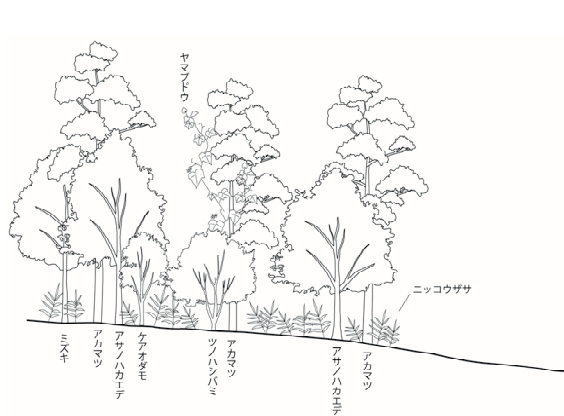 ヤマブドウ
ニッコウザサ
ミズキ
アカマツ
アサノハカエデ
ケアオダモ
ツノハシバミ
アカマツ
アサノハカエデ
アカマツ